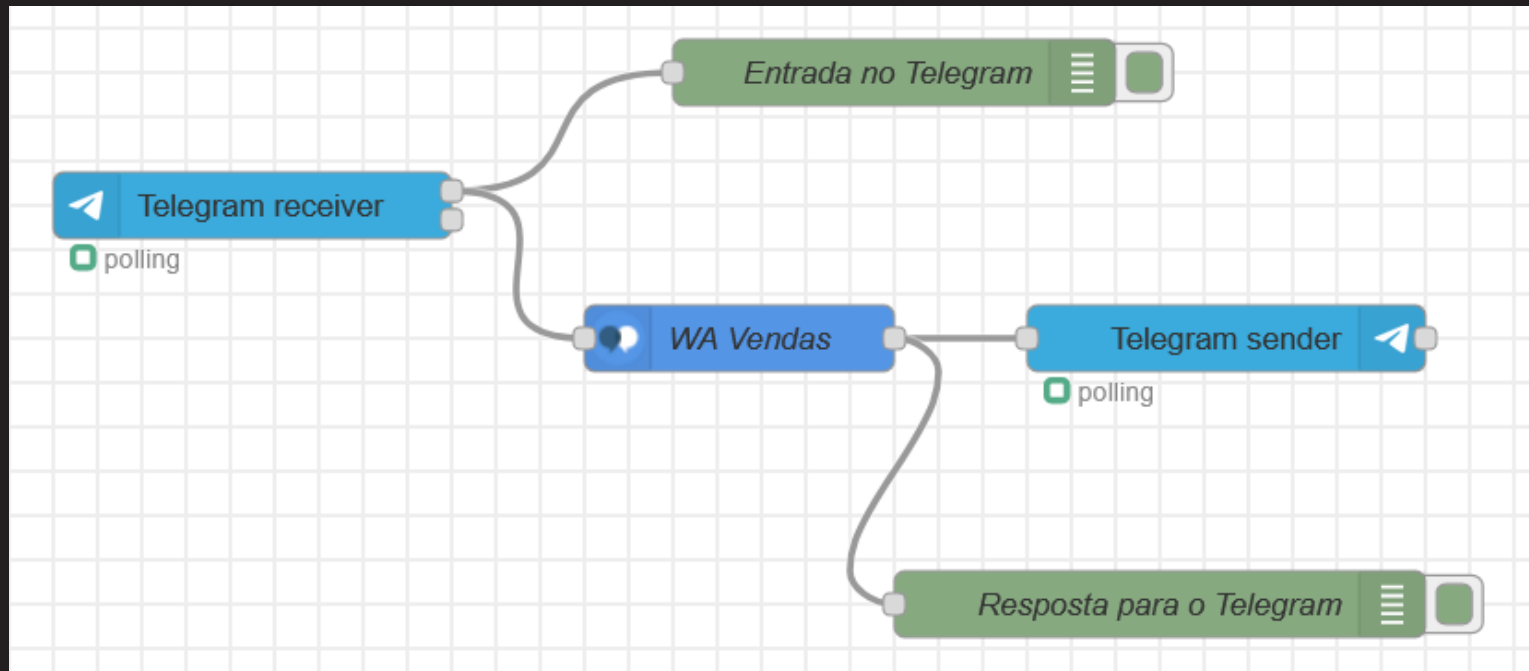 Entrada no Telegram
Telegram receiver
polling
WA Vendas
Telegram sender
polling
Resposta para o Telegram